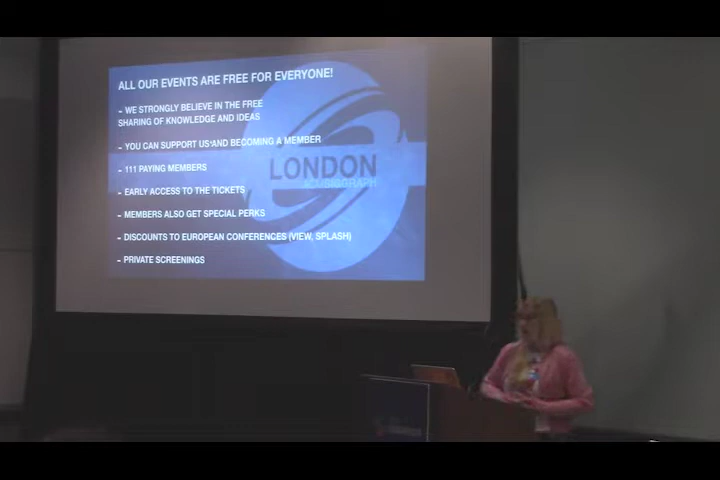 ALL OUR EVENTS ARE FREE FOR EVERYONE!
- WE STRONGLY BELIEVE IN THE FREE
SHARING OF KNOWLEDGE AND IDEAS
- YOU CAN SUPPORT US AND BECOMING A MEMBER
- 111 PAYING MEMBERS
- EARLY ACCESS TO THE TICKETS
- MEMBERS ALSO GET SPECIAL PERKS
- DISCOUNTS TO EUROPEAN CONFERENCES (VIEW, SPLASH)
- PRIVATE SCREENINGS
LONDON
ACM SIGGRAPH